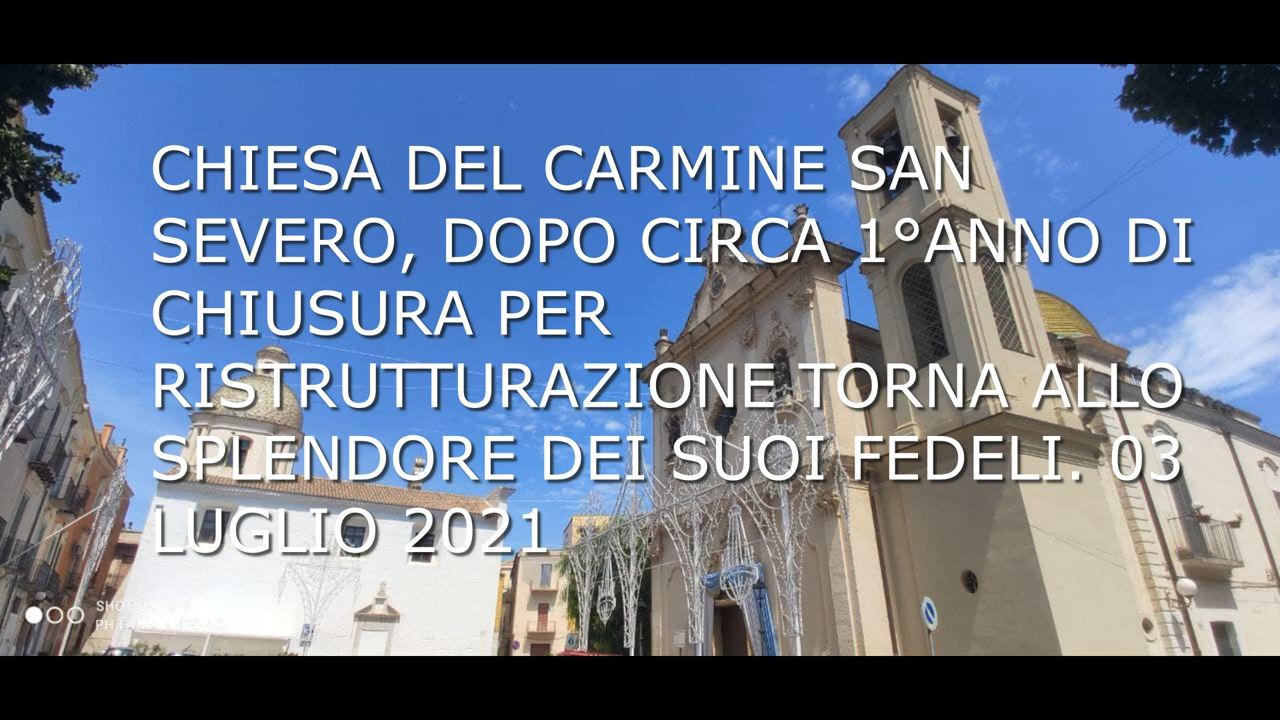 CHIESA DEL CARMINE SAN
SEVERO, DOPO CIRCA 1°ANNO DI
CHIUSURA PER
RISTRUTTURAZIONE TORNA ALLO
SPLENDORE DEI SUOI FEDELI. 03
LUGLIO 2021